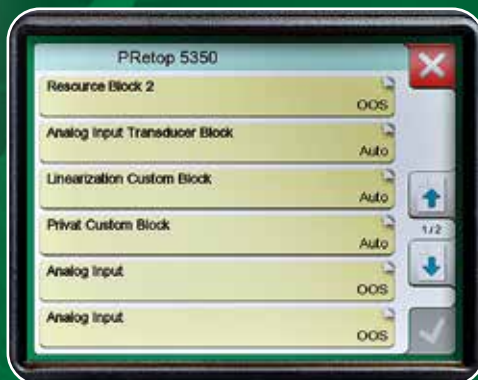 PRetop 5350
Resource Block 2
OOS
Analog Input Transducer Block
Auto
Linearization Custom Block
Auto
Privat Custom Block
Auto
1/2
Analog Input
OOS
Analog Input
OOS